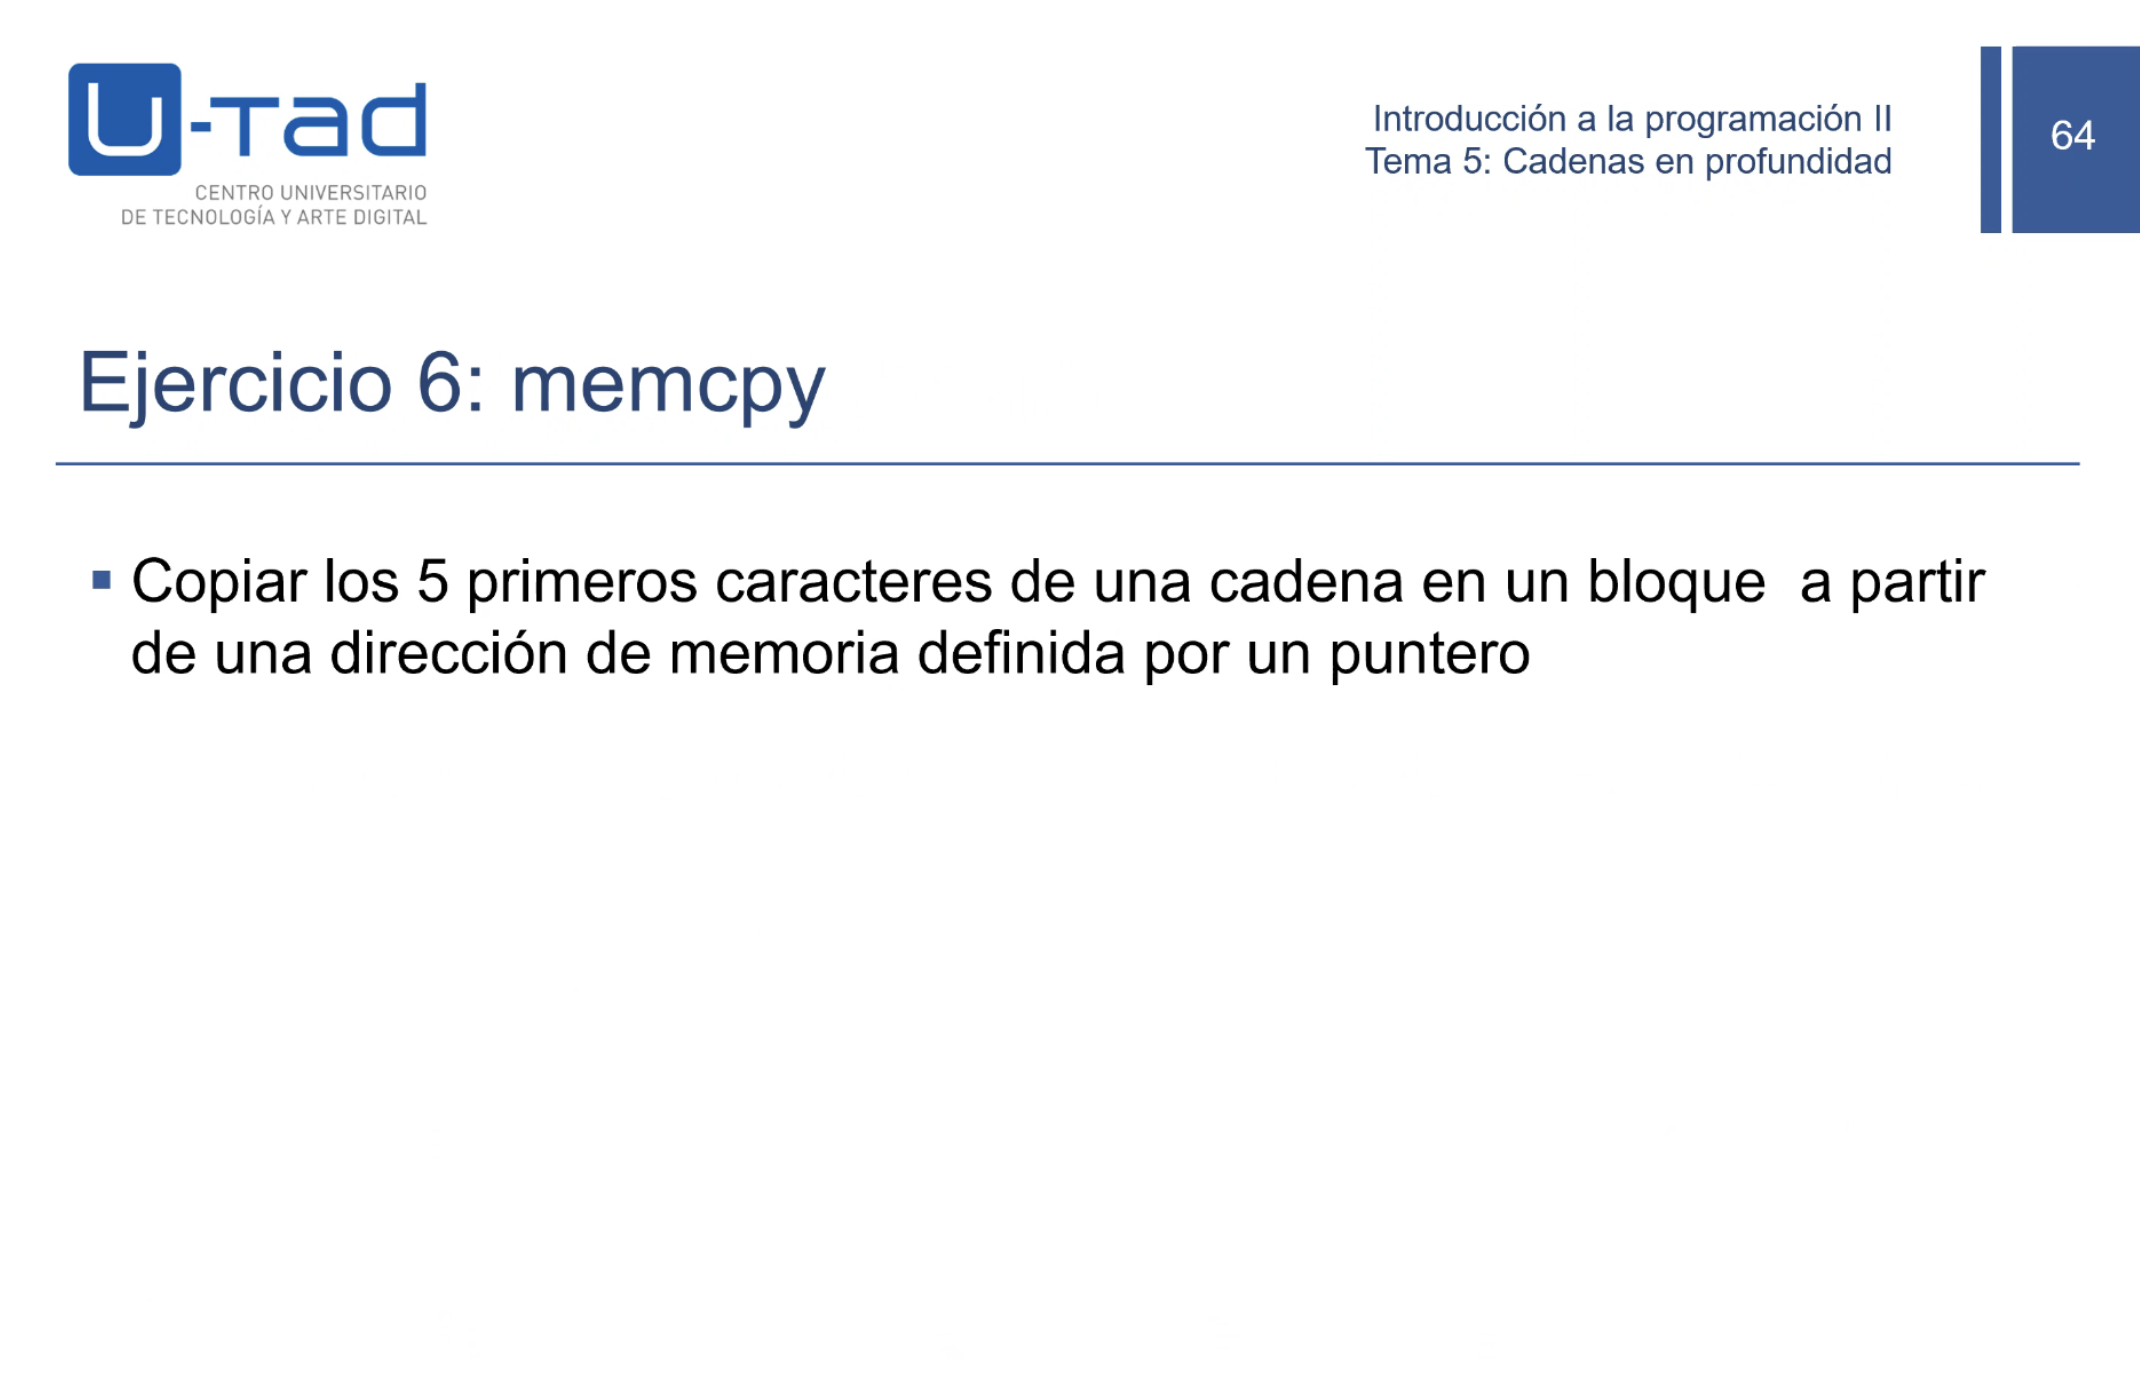 U-Tad
CENTRO UNIVERSITARIO
DE TECNOLOGÍA Y ARTE DIGITAL
Introducción a la programación II
Tema 5: Cadenas en profundidad
64
Ejercicio 6: memcpy
▪ Copiar los 5 primeros caracteres de una cadena en un bloque  a partir
de una dirección de memoria definida por un puntero